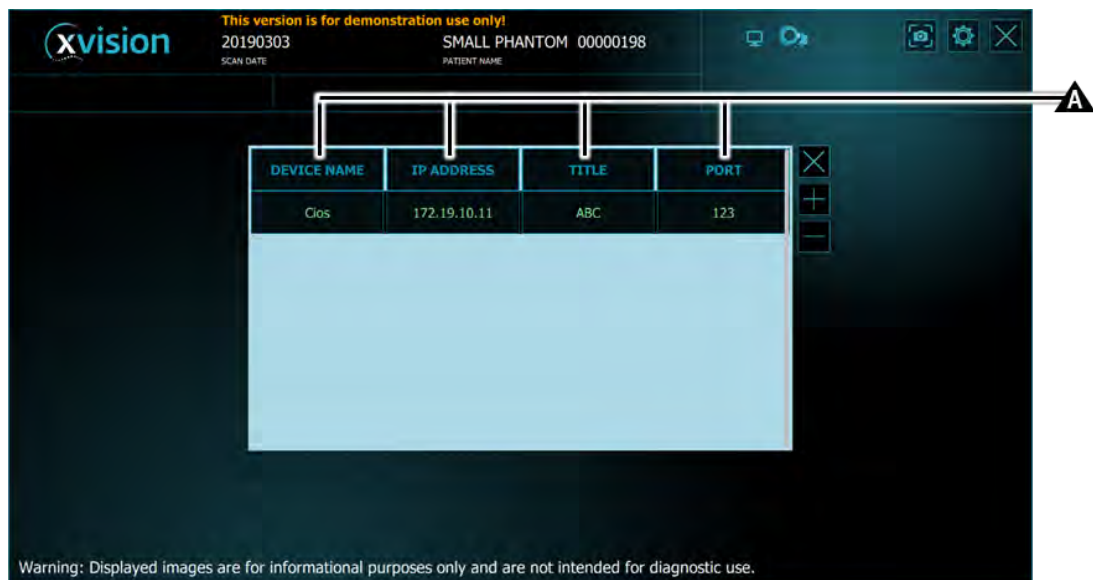 This version is for demonstration use only!
xvision
20190303 SMALL PHANTOM 00000198
SCAN DATE PATIENT NAME
A
DEVICE NAME IP ADDRESS TITLE PORT
Cios 172.19.10.11 ABC 123
Warning: Displayed images are for informational purposes only and are not intended for diagnostic use.